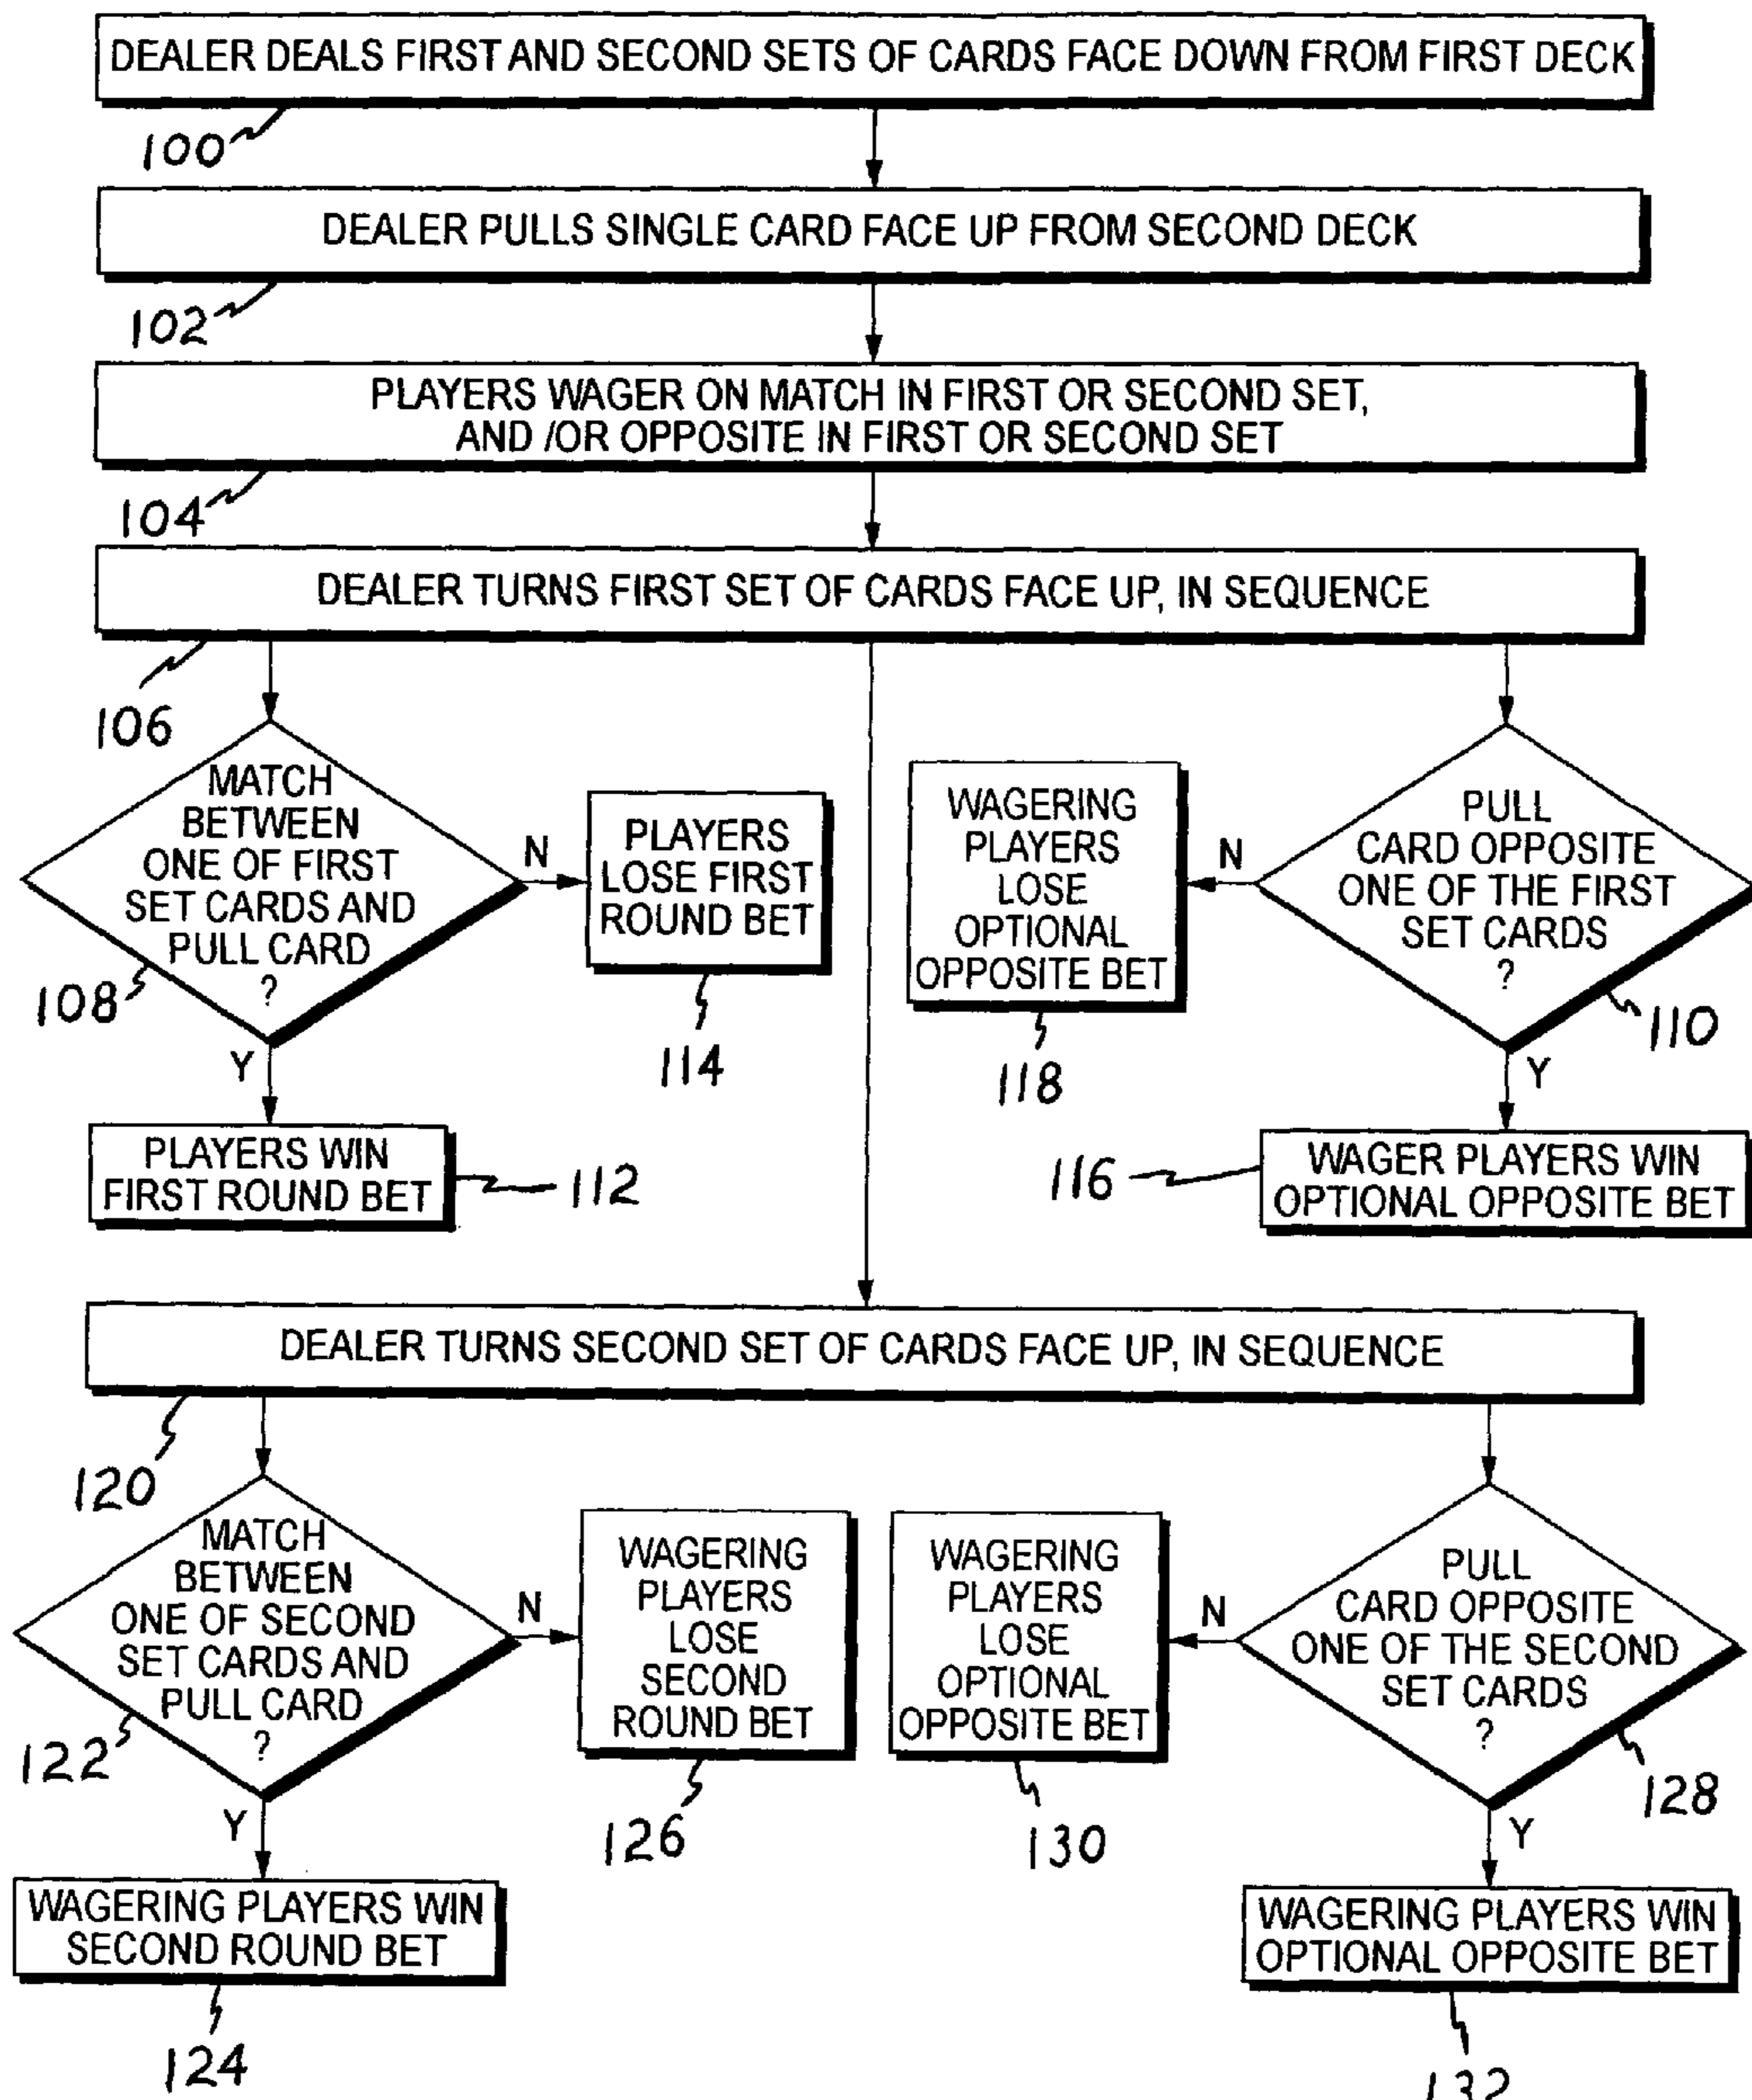 DEALER DEALS FIRST AND SECOND SETS OF CARDS FACE DOWN FROM FIRST DECK
100
DEALER PULLS SINGLE CARD FACE UP FROM SECOND DECK
102
PLAYERS WAGER ON MATCH IN FIRST OR SECOND SET,
AND /OR OPPOSITE IN FIRST OR SECOND SET
104
DEALER TURNS FIRST SET OF CARDS FACE UP, IN SEQUENCE
106
MATCH
BETWEEN
ONE OF FIRST
SET CARDS AND
PULL CARD
?
108
N
PLAYERS
LOSE FIRST
ROUND BET
114
Y
PLAYERS WIN
FIRST ROUND BET
112
PULL
CARD OPPOSITE
ONE OF THE FIRST
SET CARDS
?
110
N
WAGERING
PLAYERS
LOSE
OPTIONAL
OPPOSITE BET
118
Y
WAGER PLAYERS WIN
OPTIONAL OPPOSITE BET
116
DEALER TURNS SECOND SET OF CARDS FACE UP, IN SEQUENCE
120
MATCH
BETWEEN
ONE OF SECOND
SET CARDS AND
PULL CARD
?
122
N
WAGERING
PLAYERS
LOSE
SECOND
ROUND BET
126
Y
WAGERING PLAYERS WIN
SECOND ROUND BET
124
PULL
CARD OPPOSITE
ONE OF THE SECOND
SET CARDS
?
128
N
WAGERING
PLAYERS
LOSE
OPTIONAL
OPPOSITE BET
130
Y
WAGERING PLAYERS WIN
OPTIONAL OPPOSITE BET
132